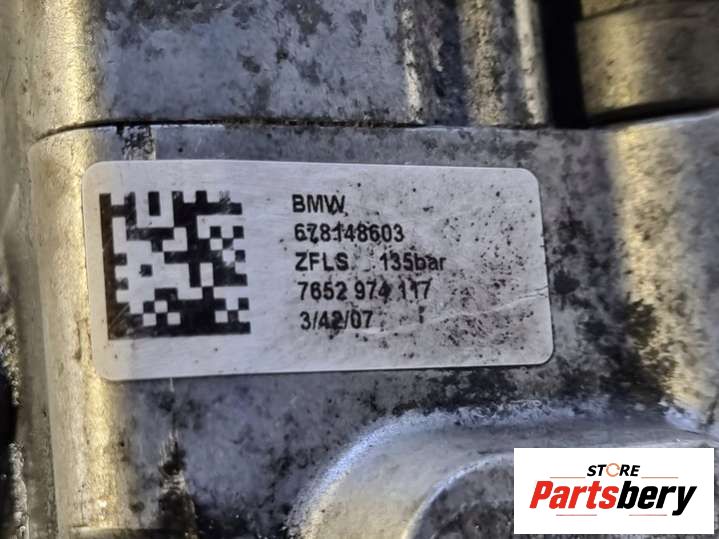 BMW
678148603
ZFLS 135bar
7652 974 117
3/42/07
STORE
Partsbery